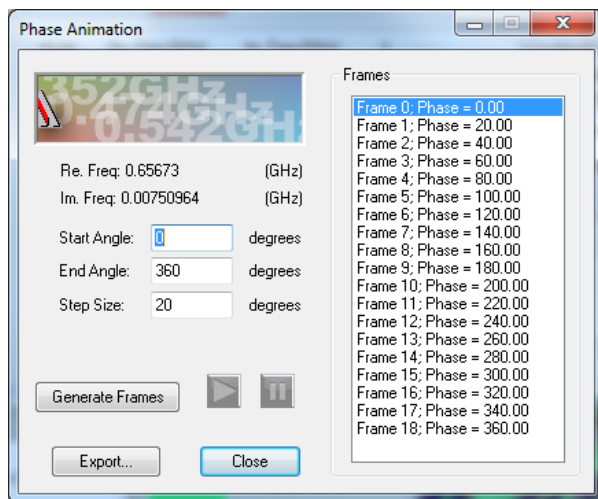 Phase Animation
352GHz
0.474GHz
0.542GH
Re. Freq: 0.65673 (GHz)
Im. Freq: 0.00750964 (GHz)
Start Angle: 0 degrees
End Angle: 360 degrees
Step Size: 20 degrees
Generate Frames
Export... Close
Frames
Frame 0; Phase = 0.00
Frame 1; Phase = 20.00
Frame 2; Phase = 40.00
Frame 3; Phase = 60.00
Frame 4; Phase = 80.00
Frame 5; Phase = 100.00
Frame 6; Phase = 120.00
Frame 7; Phase = 140.00
Frame 8; Phase = 160.00
Frame 9; Phase = 180.00
Frame 10; Phase = 200.00
Frame 11; Phase = 220.00
Frame 12; Phase = 240.00
Frame 13; Phase = 260.00
Frame 14; Phase = 280.00
Frame 15; Phase = 300.00
Frame 16; Phase = 320.00
Frame 17; Phase = 340.00
Frame 18; Phase = 360.00